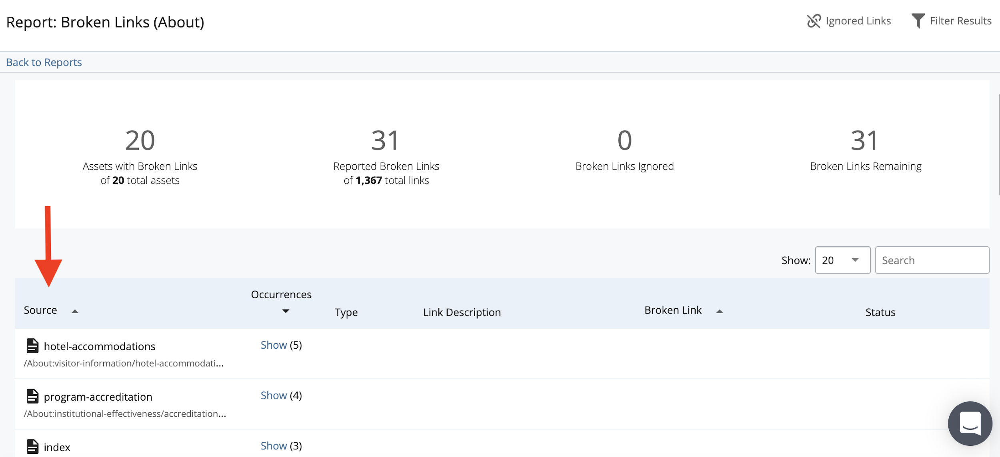 Report: Broken Links (About)
Ignored Links
Filter Results
Back to Reports
20
Assets with Broken Links
of 20 total assets
31
Reported Broken Links
of 1,367 total links
0
Broken Links Ignored
31
Broken Links Remaining
Show: 20
Search
Source
Occurrences
Type
Link Description
Broken Link
Status
hotel-accommodations
Show (5)
/About:visitor-information/hotel-accommodati...
program-accreditation
Show (4)
/About:institutional-effectiveness/accreditation...
index
Show (3)